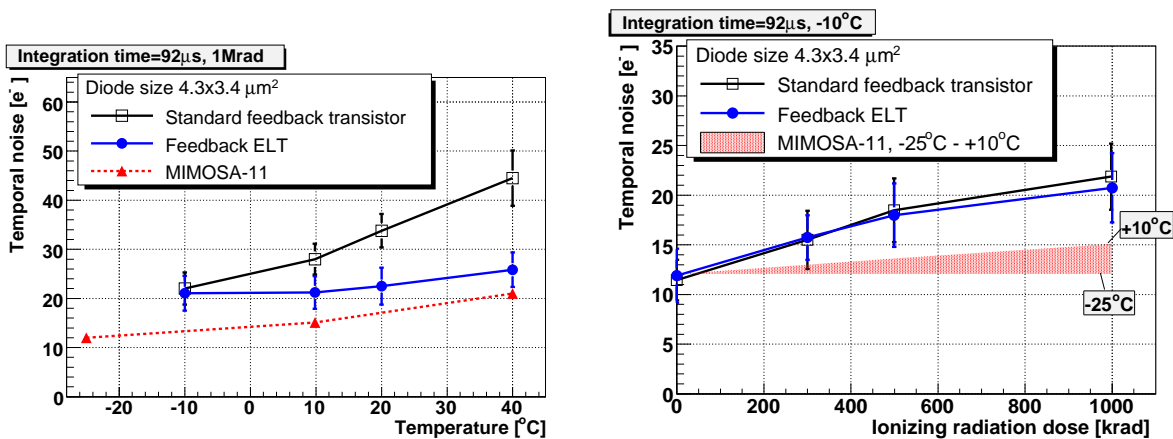 Integration time=92μs, 1Mrad
Temporal noise [e⁻]
Diode size 4.3x3.4 μm²
Standard feedback transistor
Feedback ELT
MIMOSA-11
60
50
40
30
20
10
0
-20 -10 0 10 20 30 40
Temperature [°C]
Integration time=92μs, -10°C
Temporal noise [e⁻]
Diode size 4.3x3.4 μm²
Standard feedback transistor
Feedback ELT
MIMOSA-11, -25°C - +10°C
35
30
25
20
15
10
5
0
+10°C
-25°C
0 200 400 600 800 1000
Ionizing radiation dose [krad]